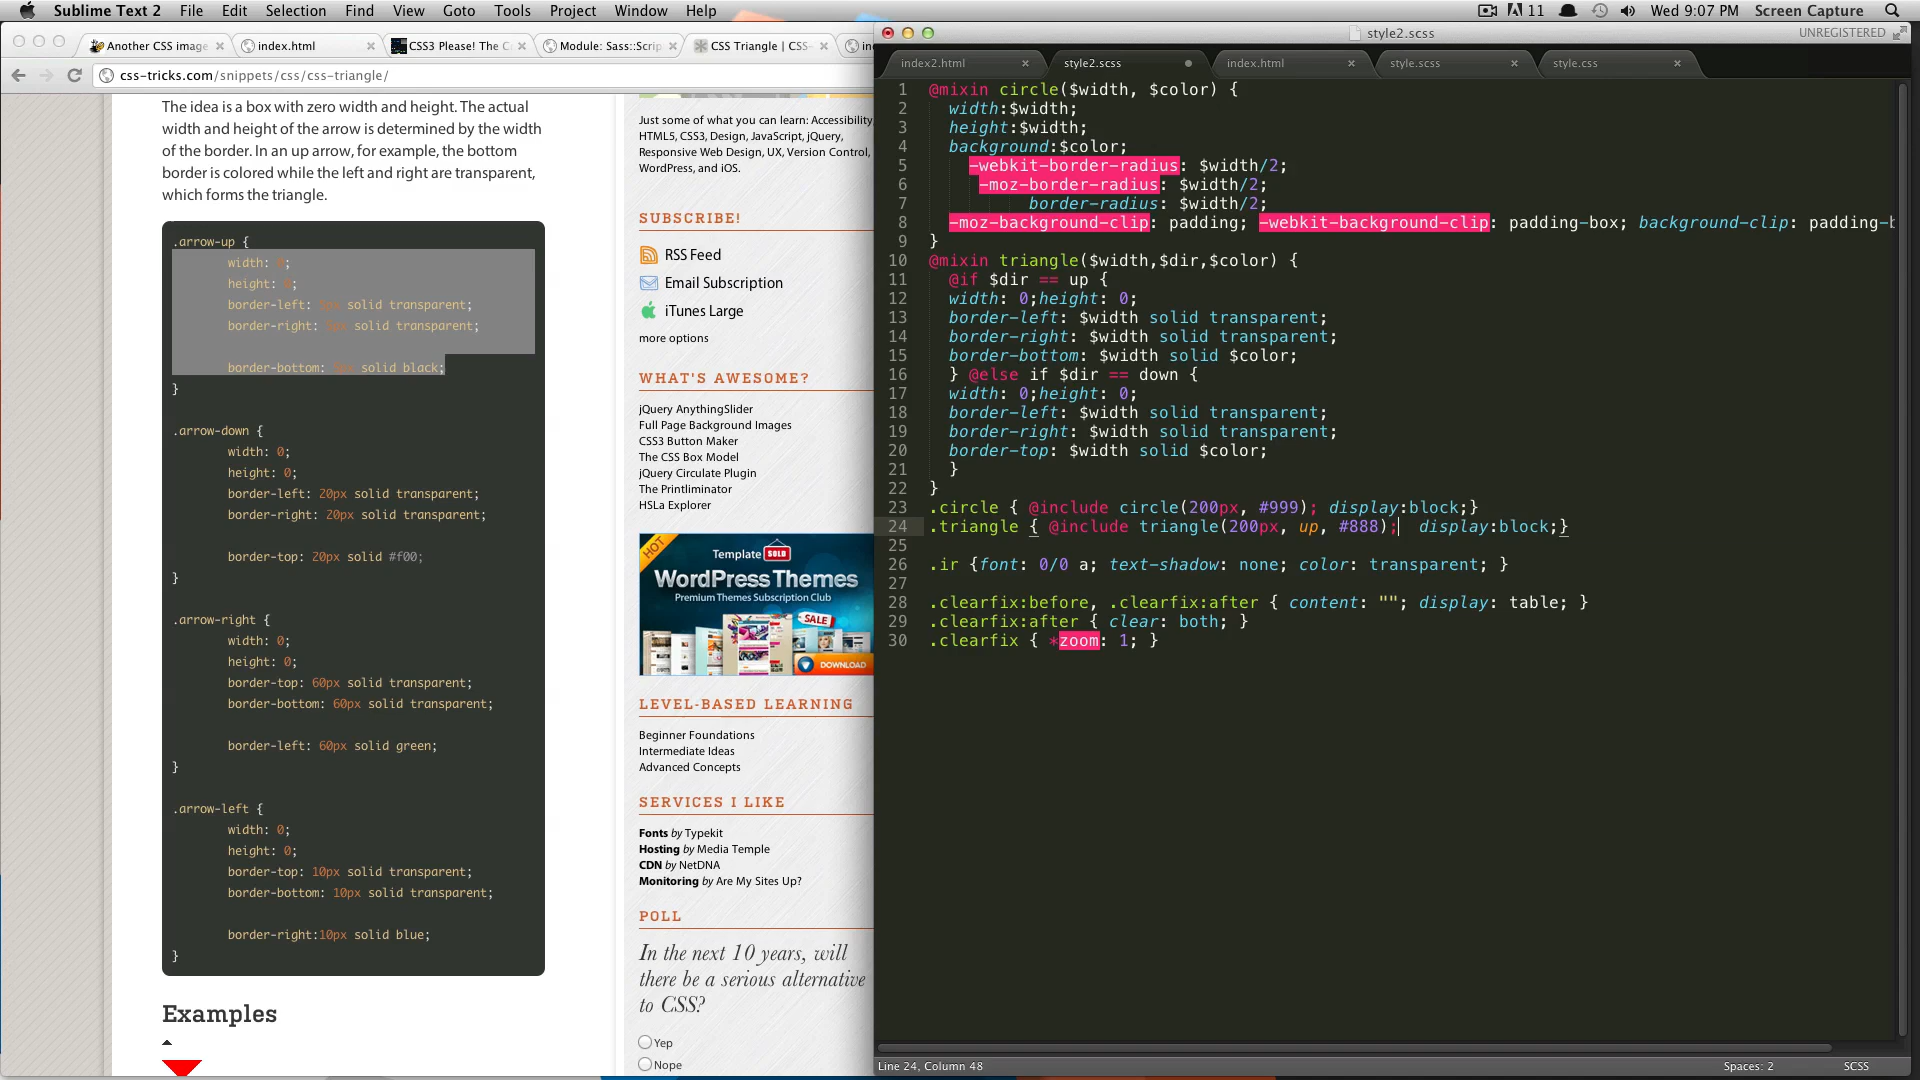 Sublime Text 2 File Edit Selection Find View Goto Tools Project Window Help
11 Wed 9:07 PM Screen Capture
Another CSS image index.html CSS3 Please! The C Module: Sass::Scrip CSS Triangle | CSS-
css-tricks.com/snippets/css/css-triangle/
The idea is a box with zero width and height. The actual
width and height of the arrow is determined by the width
of the border. In an up arrow, for example, the bottom
border is colored while the left and right are transparent,
which forms the triangle.
.arrow-up {
width: 0;
height: 0;
border-left: 5px solid transparent;
border-right: 5px solid transparent;
border-bottom: 5px solid black;
}
.arrow-down {
width: 0;
height: 0;
border-left: 20px solid transparent;
border-right: 20px solid transparent;
border-top: 20px solid #f00;
}
.arrow-right {
width: 0;
height: 0;
border-top: 60px solid transparent;
border-bottom: 60px solid transparent;
border-left: 60px solid green;
}
.arrow-left {
width: 0;
height: 0;
border-top: 10px solid transparent;
border-bottom: 10px solid transparent;
border-right:10px solid blue;
}
Examples
Just some of what you can learn: Accessibility,
HTML5, CSS3, Design, JavaScript, jQuery,
Responsive Web Design, UX, Version Control,
WordPress, and iOS.
SUBSCRIBE!
RSS Feed
Email Subscription
iTunes Large
more options
WHAT'S AWESOME?
jQuery AnythingSlider
Full Page Background Images
CSS3 Button Maker
The CSS Box Model
jQuery Circulate Plugin
The Printliminator
HSLa Explorer
HOT
Template SOLD
WordPress Themes
Premium Themes Subscription Club
SALE
DOWNLOAD
LEVEL-BASED LEARNING
Beginner Foundations
Intermediate Ideas
Advanced Concepts
SERVICES I LIKE
Fonts by Typekit
Hosting by Media Temple
CDN by NetDNA
Monitoring by Are My Sites Up?
POLL
In the next 10 years, will
there be a serious alternative
to CSS?
Yep
Nope
style2.scss UNREGISTERED
index2.html style2.scss index.html style.scss style.css
1 @mixin circle($width, $color) {
2 width:$width;
3 height:$width;
4 background:$color;
5 -webkit-border-radius: $width/2;
6 -moz-border-radius: $width/2;
7 border-radius: $width/2;
8 -moz-background-clip: padding; -webkit-background-clip: padding-box; background-clip: padding-b
9 }
10 @mixin triangle($width,$dir,$color) {
11 @if $dir == up {
12 width: 0;height: 0;
13 border-left: $width solid transparent;
14 border-right: $width solid transparent;
15 border-bottom: $width solid $color;
16 } @else if $dir == down {
17 width: 0;height: 0;
18 border-left: $width solid transparent;
19 border-right: $width solid transparent;
20 border-top: $width solid $color;
21 }
22 }
23 .circle { @include circle(200px, #999); display:block;}
24 .triangle { @include triangle(200px, up, #888); display:block;}
25
26 .ir {font: 0/0 a; text-shadow: none; color: transparent; }
27
28 .clearfix:before, .clearfix:after { content: ""; display: table; }
29 .clearfix:after { clear: both; }
30 .clearfix { *zoom: 1; }
Line 24, Column 48 Spaces: 2 SCSS